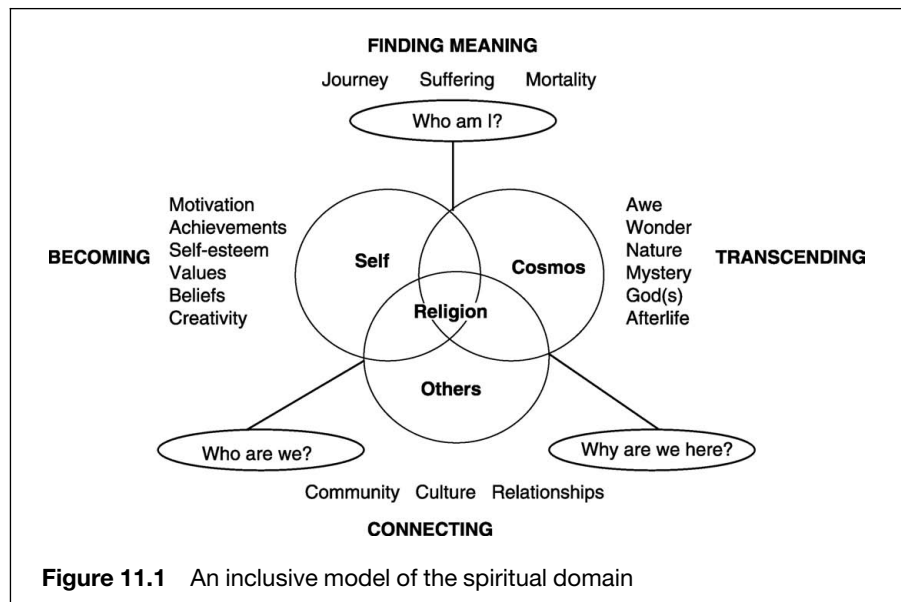 FINDING MEANING
Journey Suffering Mortality
Who am I?
Motivation
Achievements
Self-esteem
Values
Beliefs
Creativity
BECOMING
Self
Cosmos
Religion
Others
Awe
Wonder
Nature
Mystery
God(s)
Afterlife
TRANSCENDING
Who are we?
Why are we here?
Community Culture Relationships
CONNECTING
Figure 11.1 An inclusive model of the spiritual domain